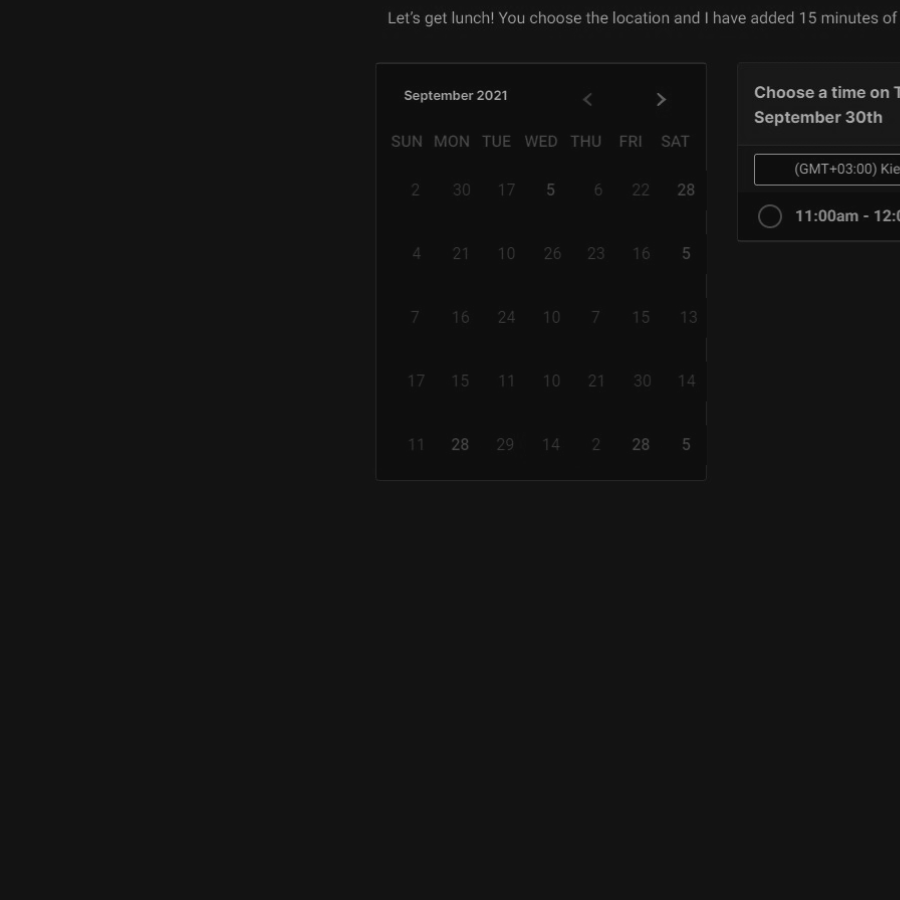 Let's get lunch! You choose the location and I have added 15 minutes of
September 2021
SUN MON TUE WED THU FRI SAT
2 30 17 5 6 22 28
4 21 10 26 23 16 5
7 16 24 10 7 15 13
17 15 11 10 21 30 14
11 28 29 14 2 28 5
Choose a time on T
September 30th
(GMT+03:00) Kie
11:00am - 12:0